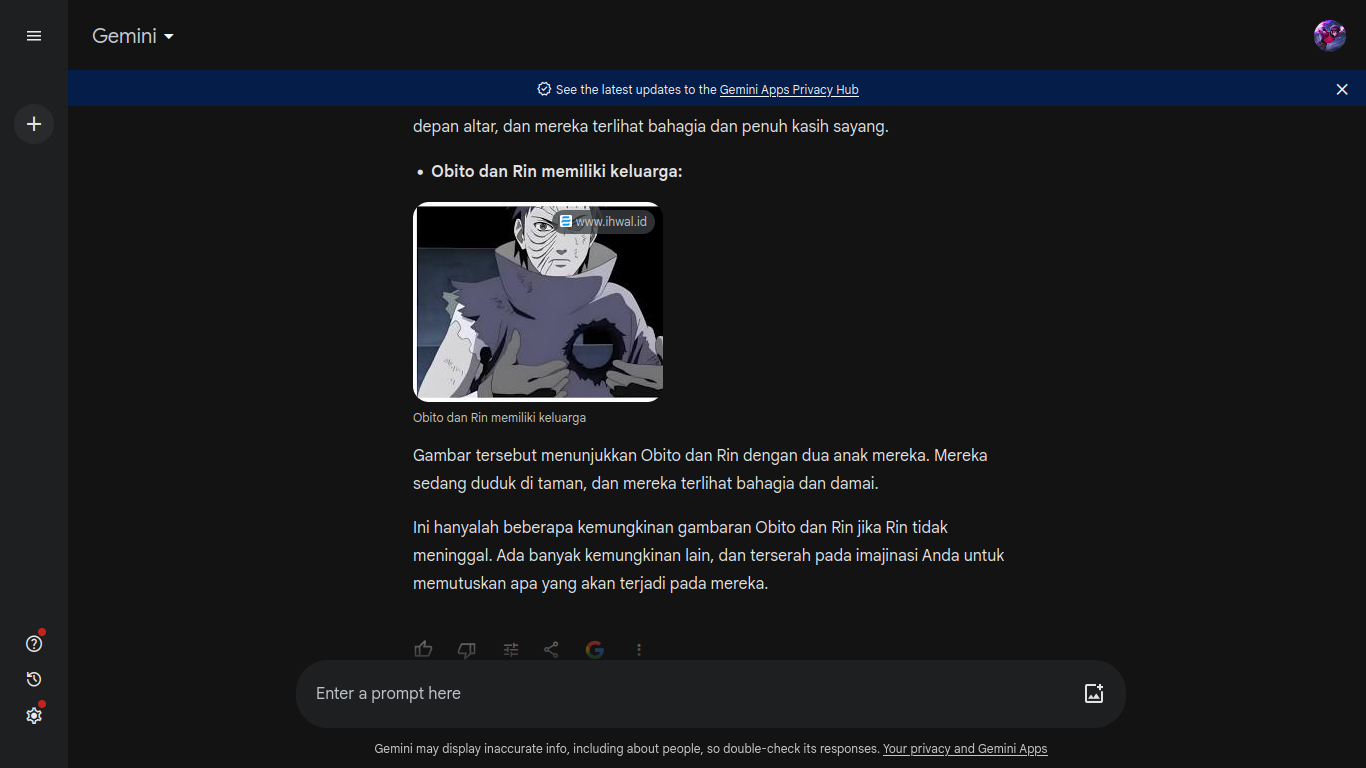 Gemini
See the latest updates to the Gemini Apps Privacy Hub
depan altar, dan mereka terlihat bahagia dan penuh kasih sayang.
• Obito dan Rin memiliki keluarga:
www.ihwal.id
Obito dan Rin memiliki keluarga
Gambar tersebut menunjukkan Obito dan Rin dengan dua anak mereka. Mereka
sedang duduk di taman, dan mereka terlihat bahagia dan damai.
Ini hanyalah beberapa kemungkinan gambaran Obito dan Rin jika Rin tidak
meninggal. Ada banyak kemungkinan lain, dan terserah pada imajinasi Anda untuk
memutuskan apa yang akan terjadi pada mereka.
Enter a prompt here
Gemini may display inaccurate info, including about people, so double-check its responses. Your privacy and Gemini Apps